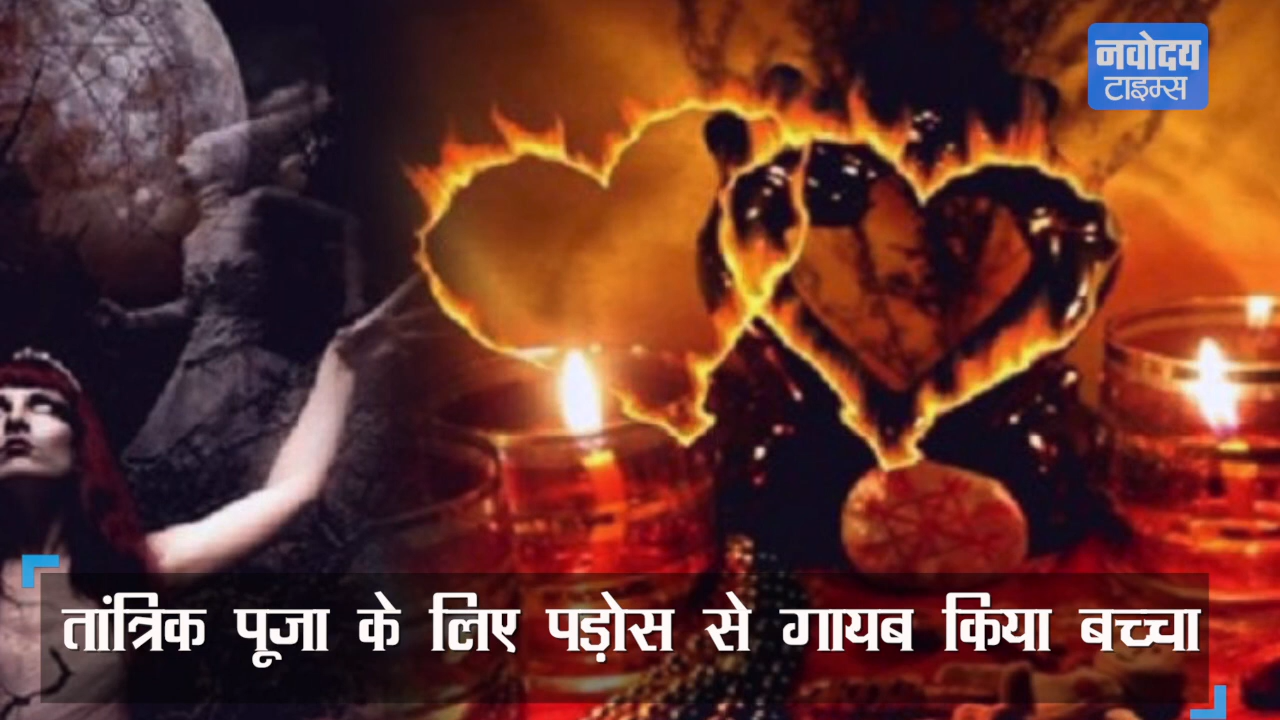 नवोदय
टाइम्स
तांत्रिक पूजा के लिए पड़ोस से गायब किया बच्चा